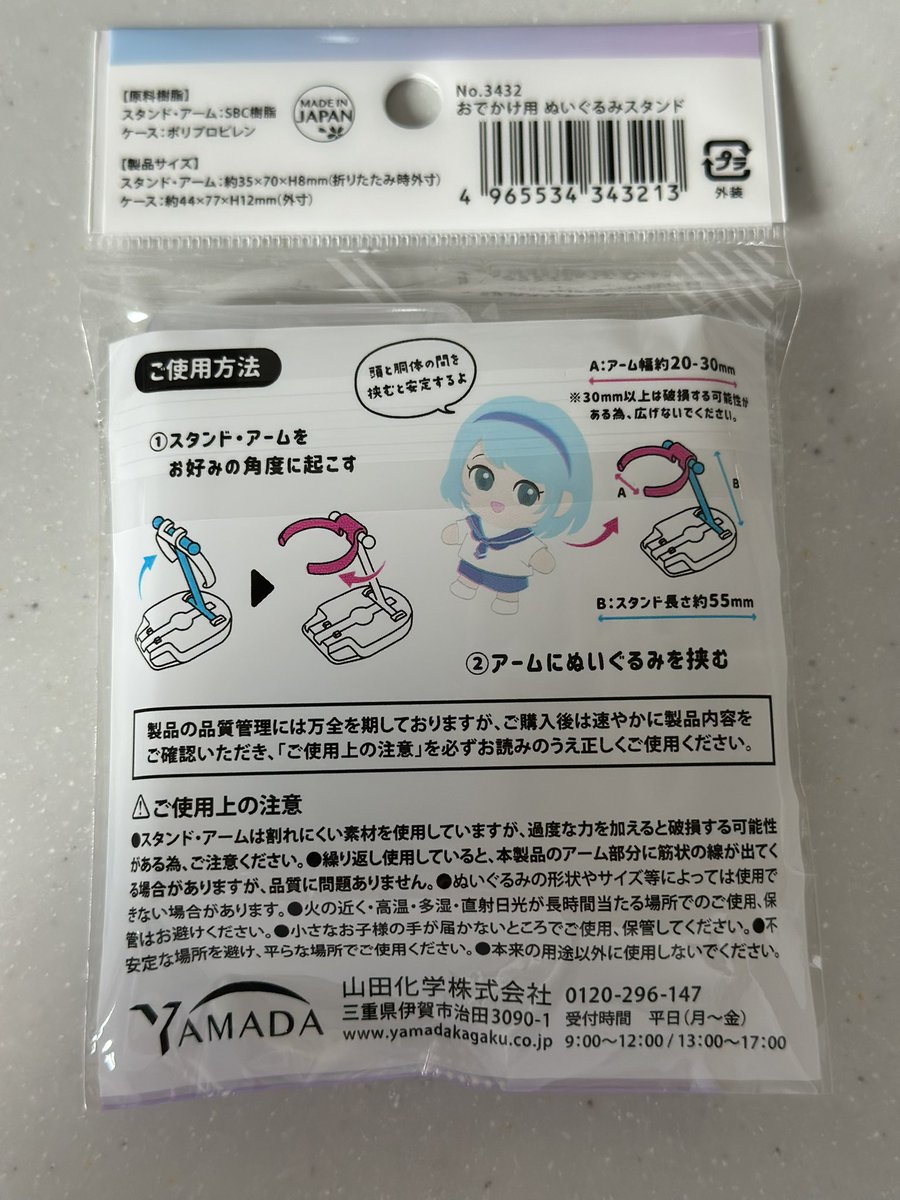 【原料樹脂】
スタンド・アーム:SBC樹脂
ケース:ポリプロピレン
MADE IN
JAPAN
【製品サイズ】
スタンド・アーム:約35×70×H8mm(折りたたみ時外寸)
ケース:約44×77×H12mm(外寸)
No.3432
おでかけ用 ぬいぐるみスタンド
4 965534 343213
プラ
外装
ご使用方法
頭と胴体の間を
挟むと安定するよ
A:アーム幅約20-30mm
※30mm以上は破損する可能性が
ある為、広げないでください。
①スタンド・アームを
お好みの角度に起こす
A
B
B:スタンド長さ約55mm
②アームにぬいぐるみを挟む
製品の品質管理には万全を期しておりますが、ご購入後は速やかに製品内容を
ご確認いただき、「ご使用上の注意」を必ずお読みのうえ正しくご使用ください。
⚠ご使用上の注意
●スタンド・アームは割れにくい素材を使用していますが、過度な力を加えると破損する可能性
がある為、ご注意ください。●繰り返し使用していると、本製品のアーム部分に筋状の線が出てく
る場合がありますが、品質に問題ありません。●ぬいぐるみの形状やサイズ等によっては使用で
きない場合があります。●火の近く・高温・多湿・直射日光が長時間当たる場所でのご使用、保
管はお避けください。●小さなお子様の手が届かないところでご使用、保管してください。●不
安定な場所を避け、平らな場所でご使用ください。●本来の用途以外に使用しないでください。
YAMADA
山田化学株式会社 0120-296-147
三重県伊賀市治田3090-1 受付時間 平日(月〜金)
www.yamadakagaku.co.jp 9:00〜12:00 / 13:00〜17:00